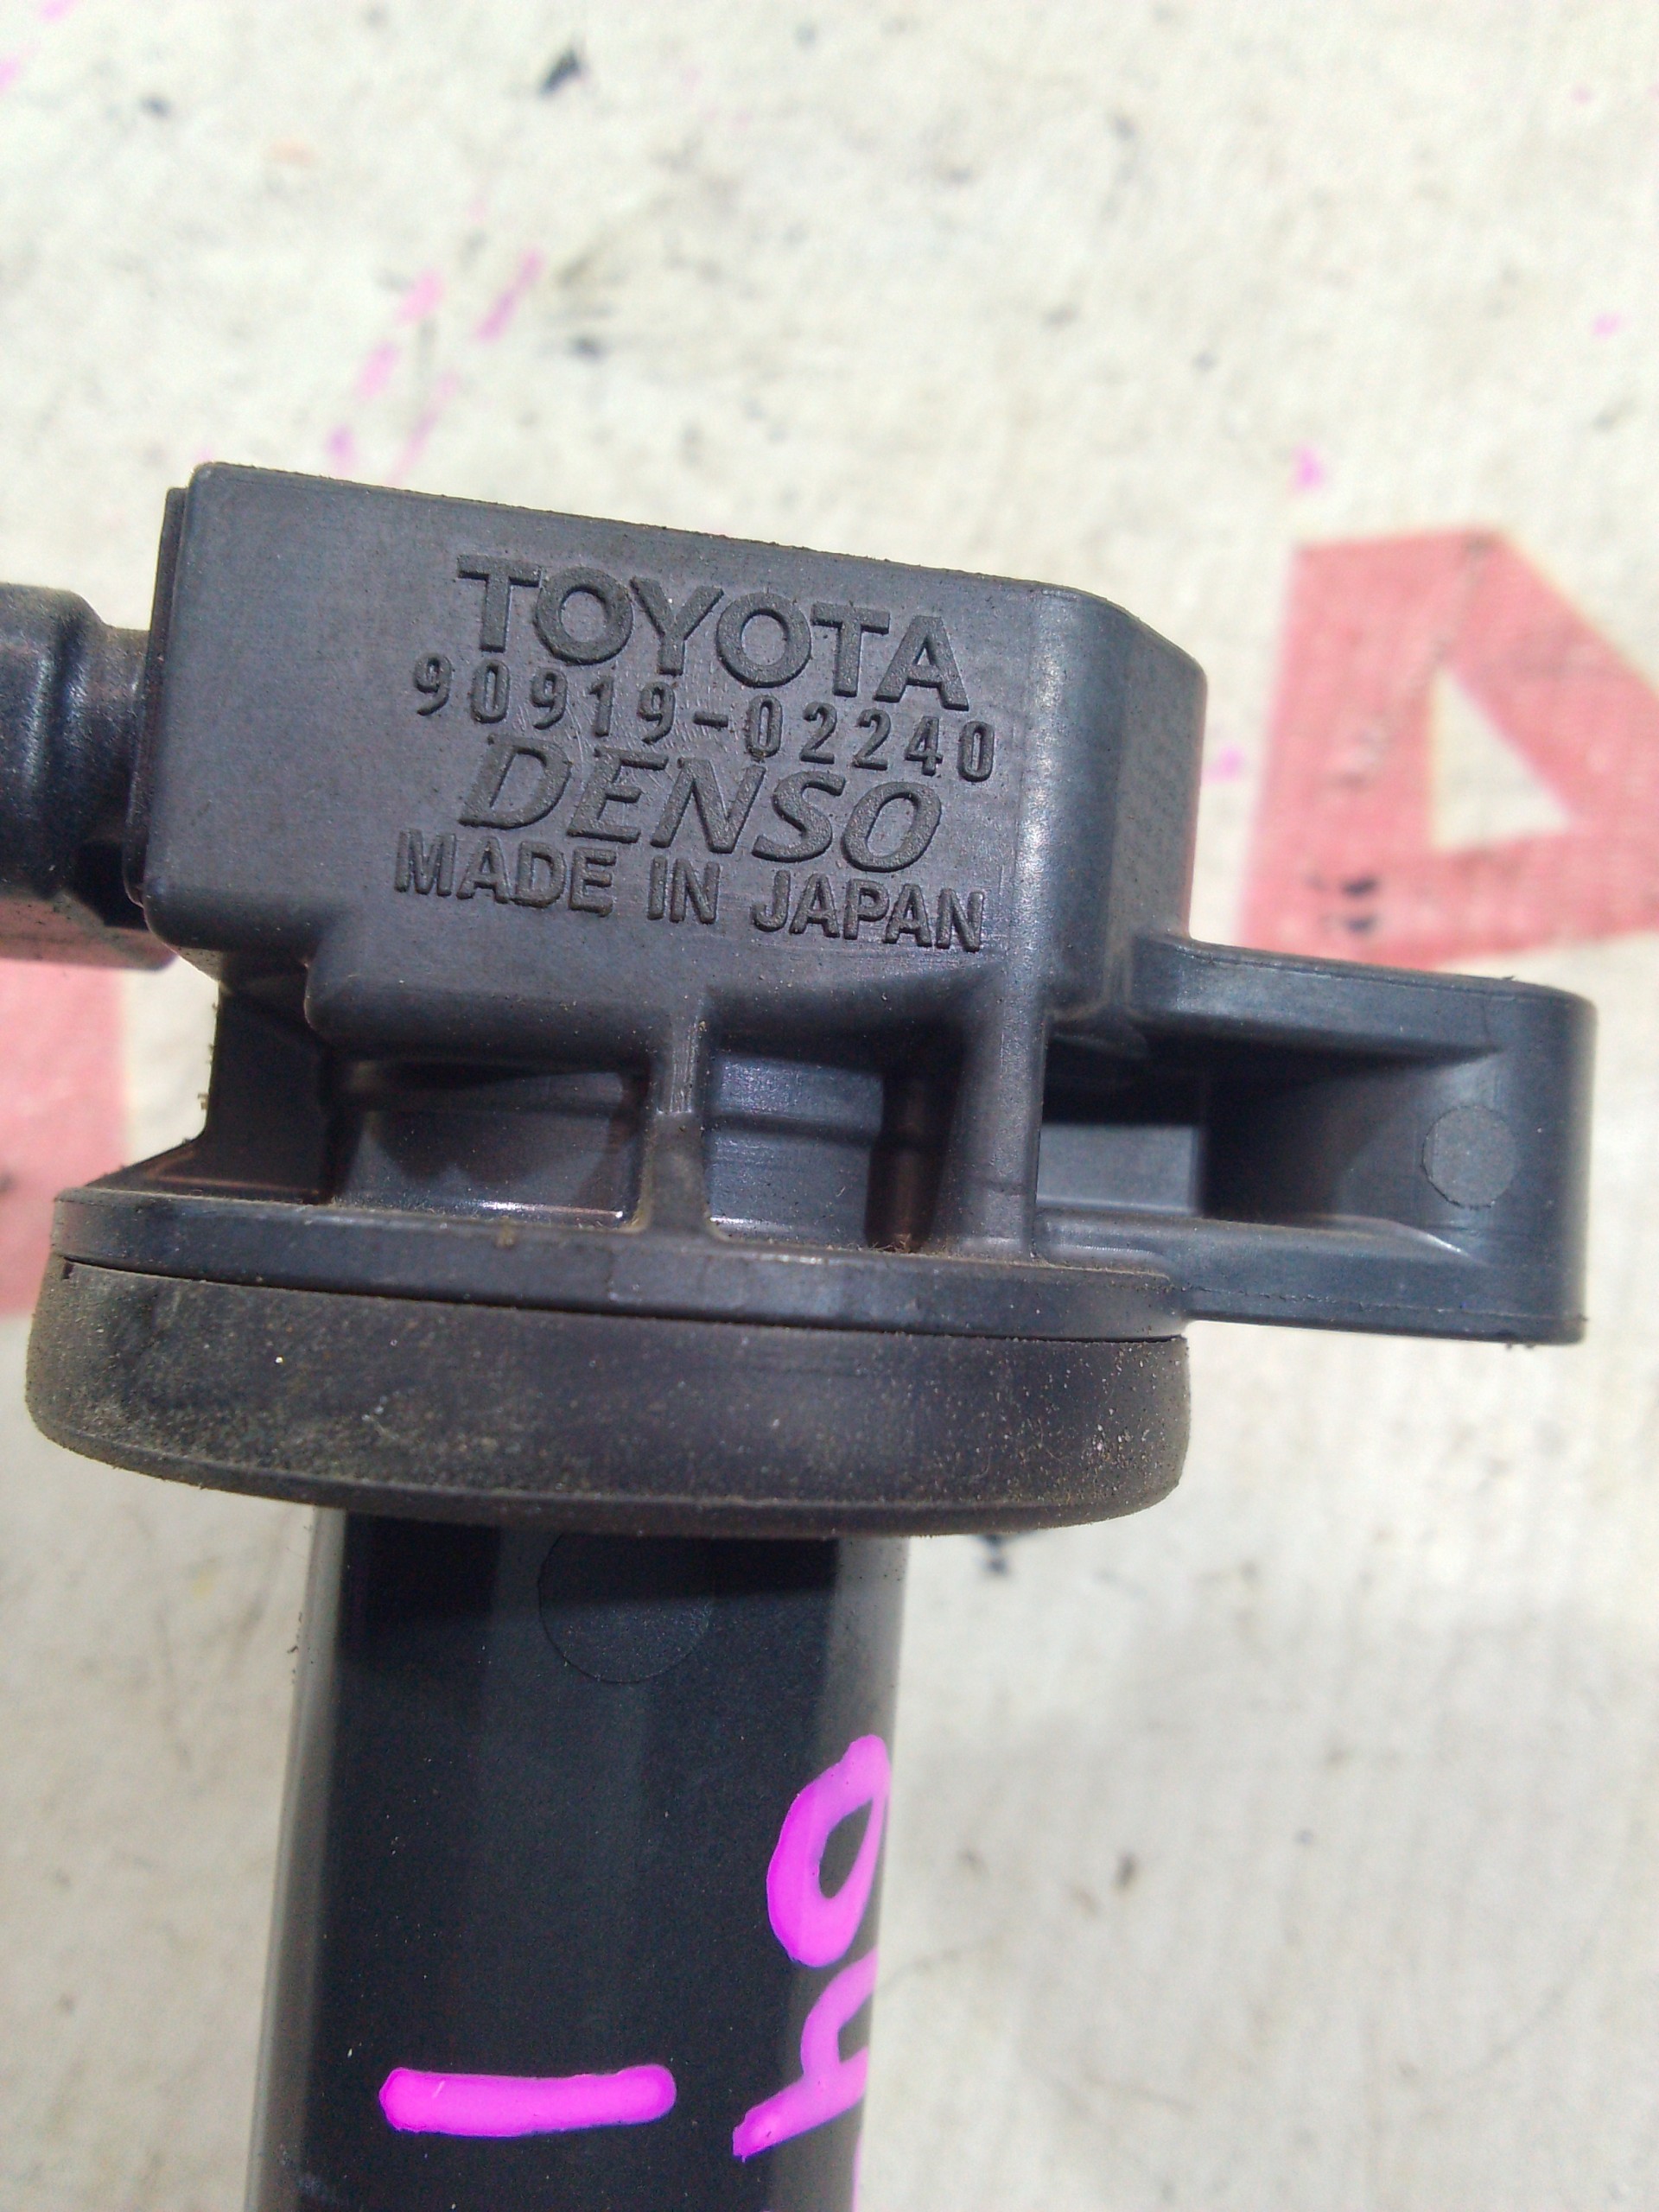 TOYOTA
90919-02240
DENSO
MADE IN JAPAN